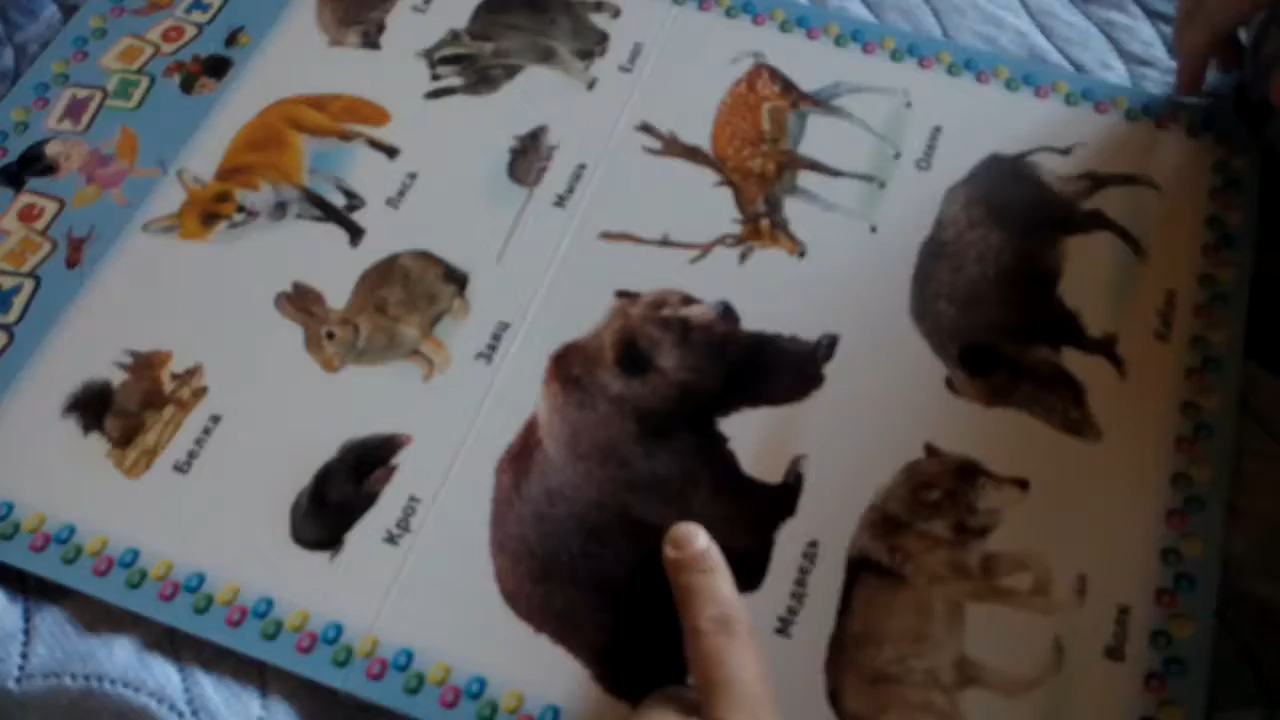 Лиса
Мышь
Олень
Заяц
Кабан
Белка
Крот
Медведь
Волк